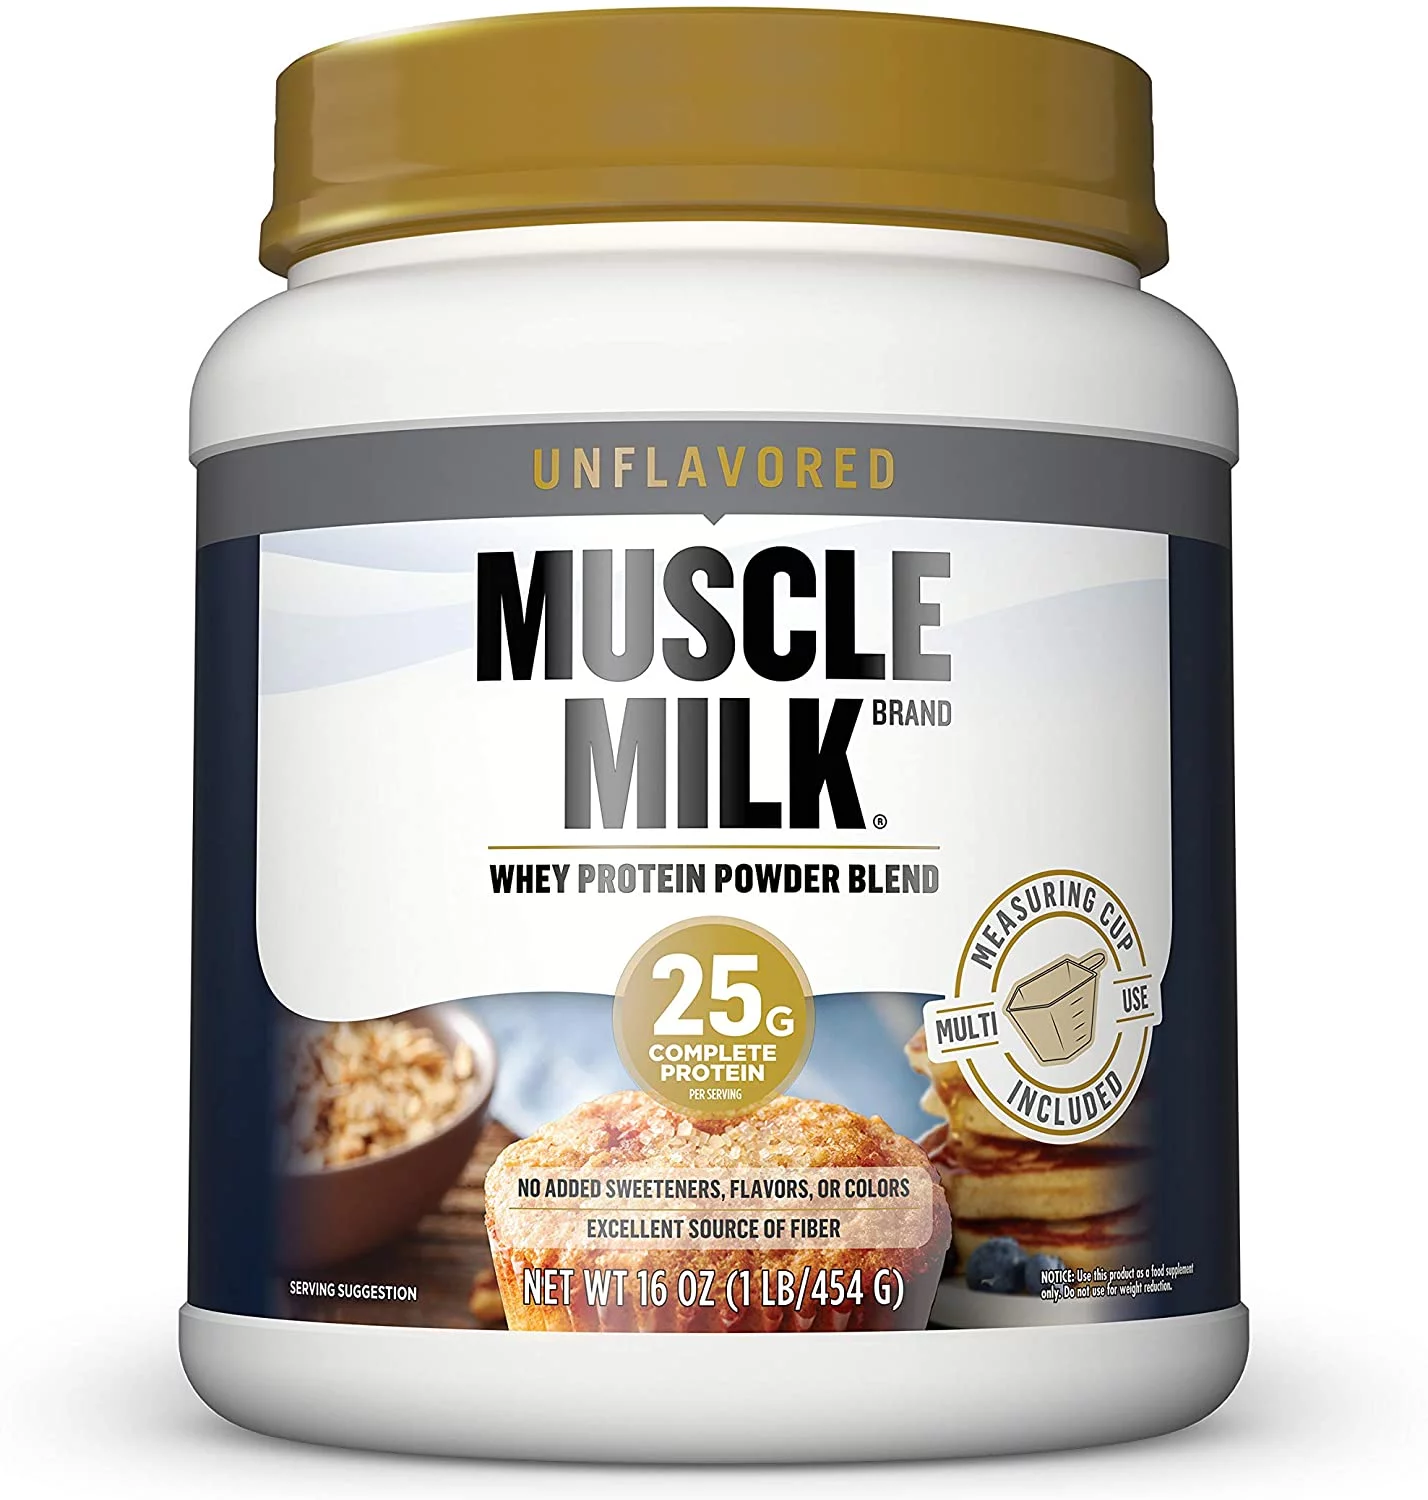 UNFLAVORED
MUSCLE
MILK BRAND
®
WHEY PROTEIN POWDER BLEND
25G
COMPLETE
PROTEIN
PER SERVING
MEASURING CUP
MULTI USE
INCLUDED
NO ADDED SWEETENERS, FLAVORS, OR COLORS
EXCELLENT SOURCE OF FIBER
NET WT 16 OZ (1 LB/454 G)
SERVING SUGGESTION
NOTICE: Use this product as a food supplement
only. Do not use for weight reduction.